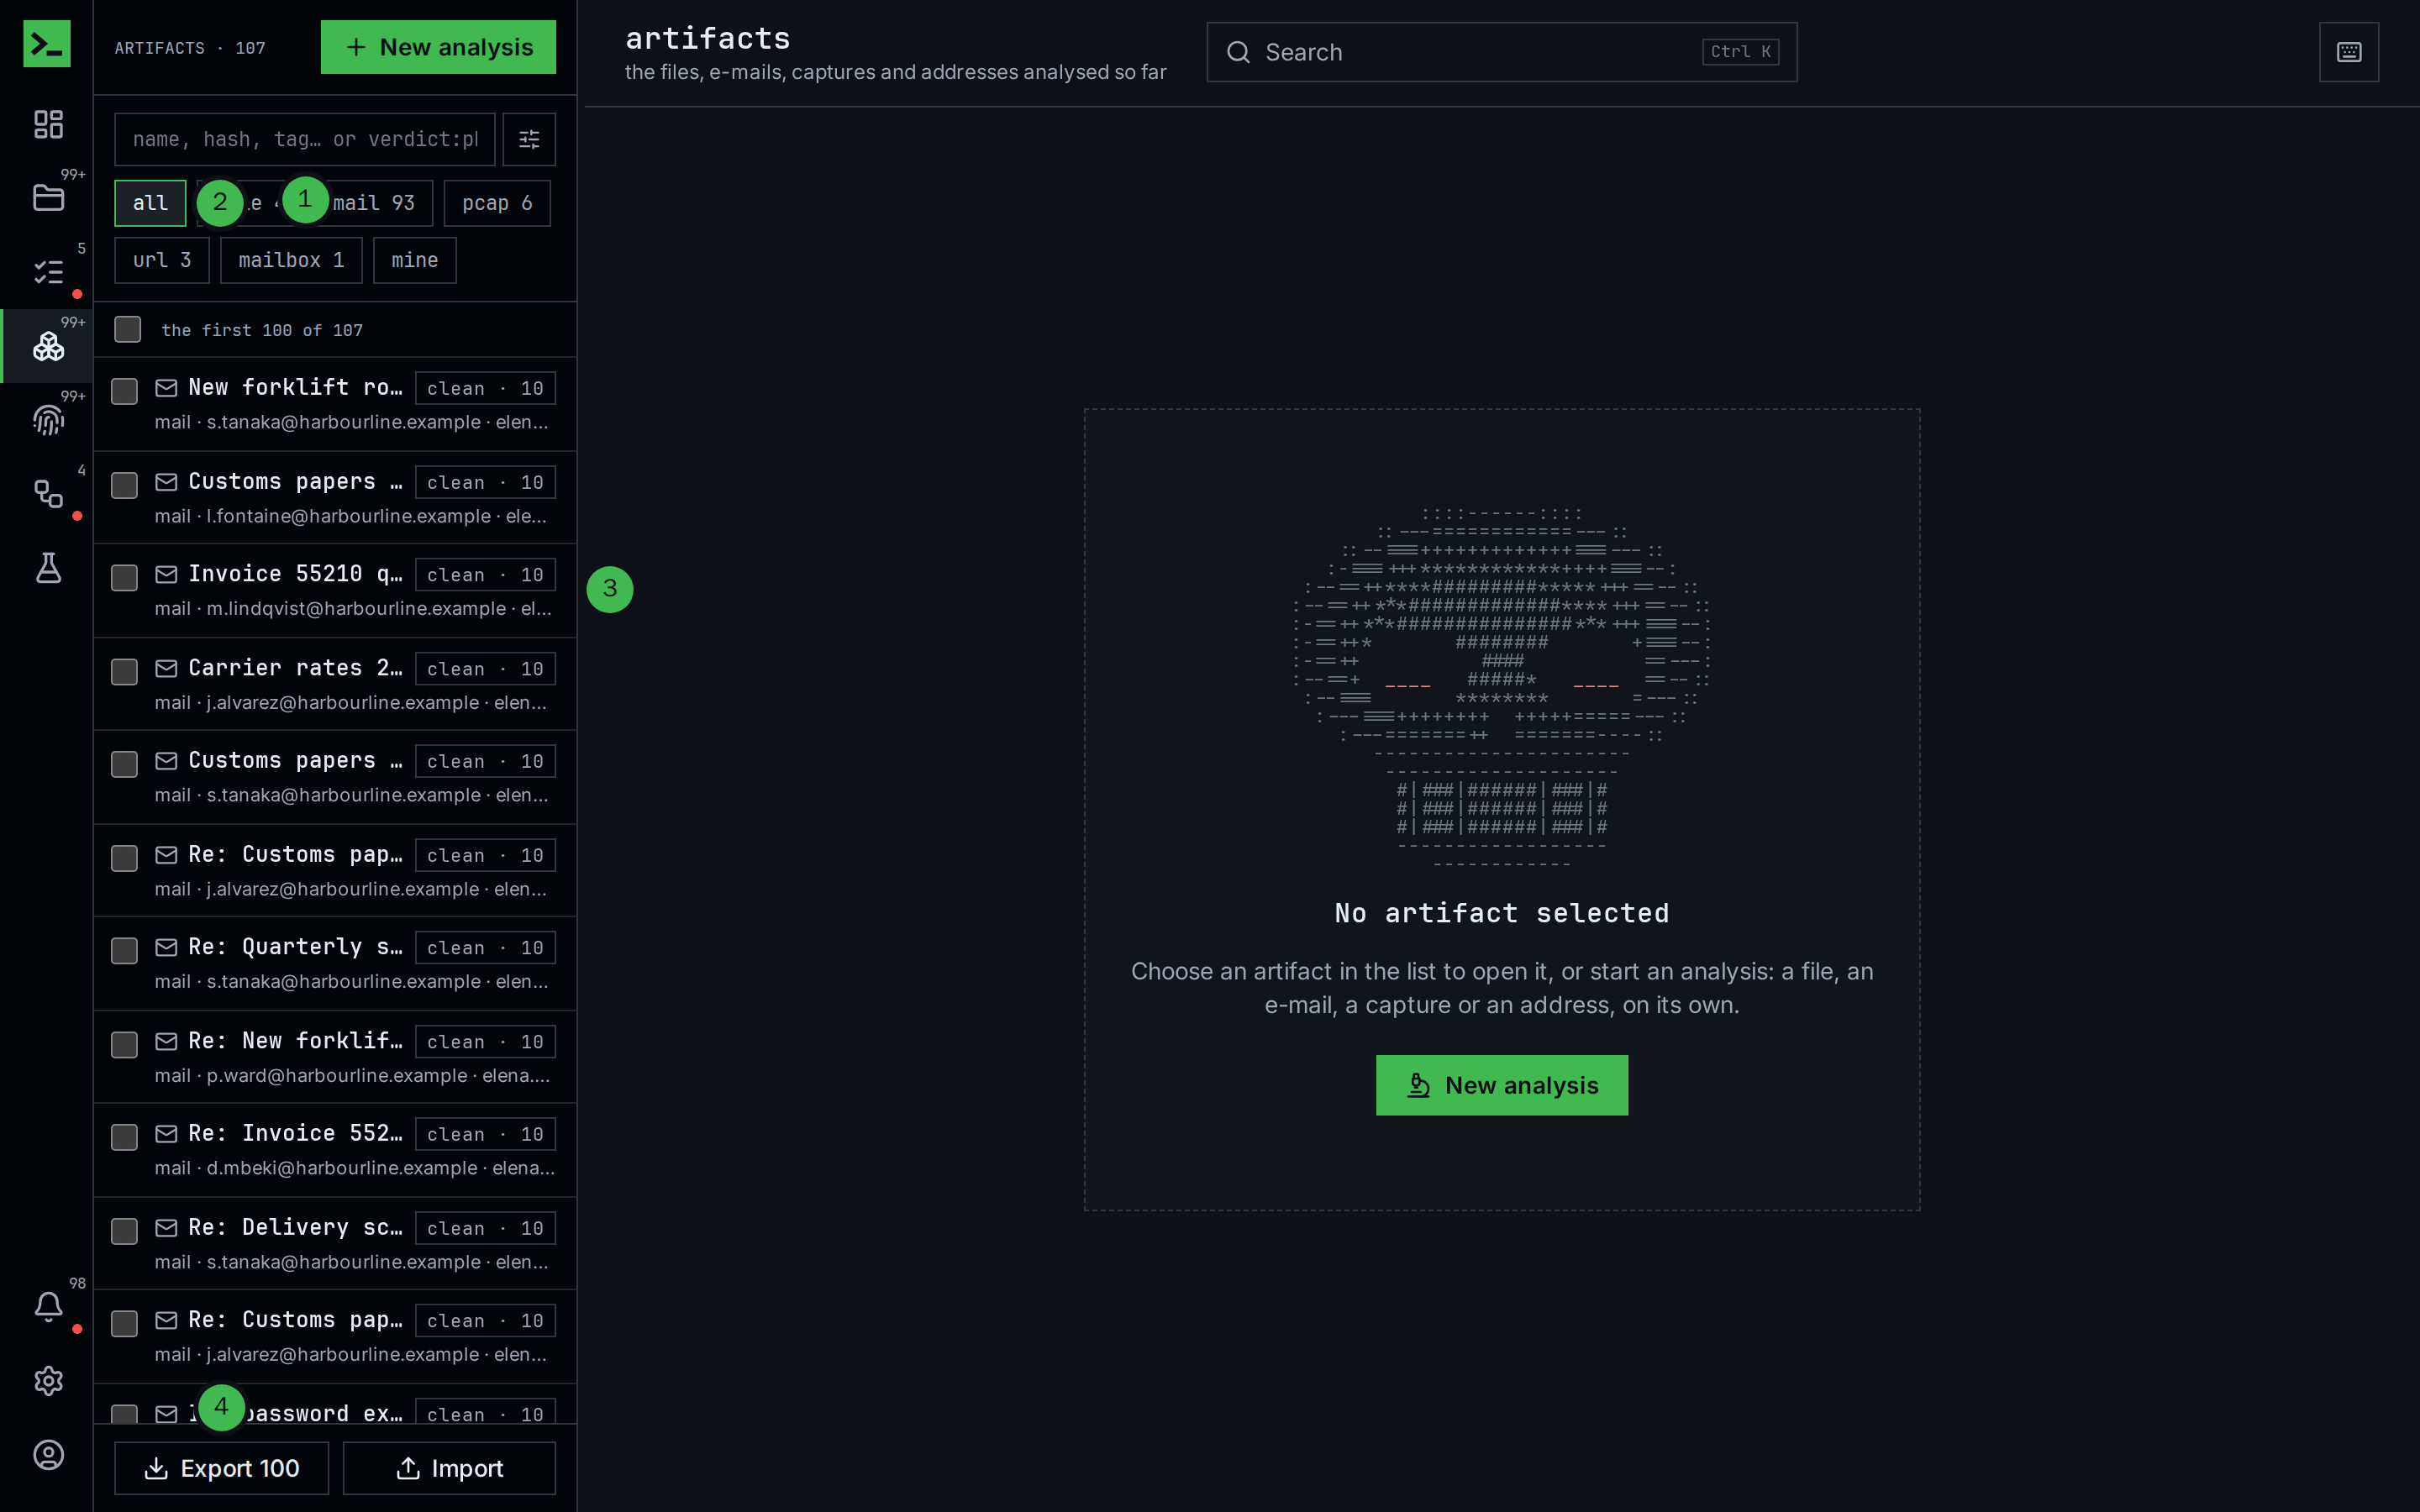 ARTIFACTS · 107
+ New analysis
artifacts
the files, e-mails, captures and addresses analysed so far
Search
Ctrl K
name, hash, tag… or verdict:pl
all
2
1
mail 93
pcap 6
url 3
mailbox 1
mine
99+
5
99+
99+
4
98
the first 100 of 107
New forklift ro… clean · 10
mail · s.tanaka@harbourline.example · elen…
Customs papers … clean · 10
mail · l.fontaine@harbourline.example · ele…
Invoice 55210 q… clean · 10
mail · m.lindqvist@harbourline.example · el…
3
Carrier rates 2… clean · 10
mail · j.alvarez@harbourline.example · elen…
Customs papers … clean · 10
mail · s.tanaka@harbourline.example · elen…
Re: Customs pap… clean · 10
mail · j.alvarez@harbourline.example · elen…
Re: Quarterly s… clean · 10
mail · s.tanaka@harbourline.example · elen…
Re: New forklif… clean · 10
mail · p.ward@harbourline.example · elena.…
Re: Invoice 552… clean · 10
mail · d.mbeki@harbourline.example · elena…
Re: Delivery sc… clean · 10
mail · s.tanaka@harbourline.example · elen…
Re: Customs pap… clean · 10
mail · j.alvarez@harbourline.example · elen…
4
password ex… clean · 10
Export 100
Import
No artifact selected
Choose an artifact in the list to open it, or start an analysis: a file, an
e-mail, a capture or an address, on its own.
New analysis